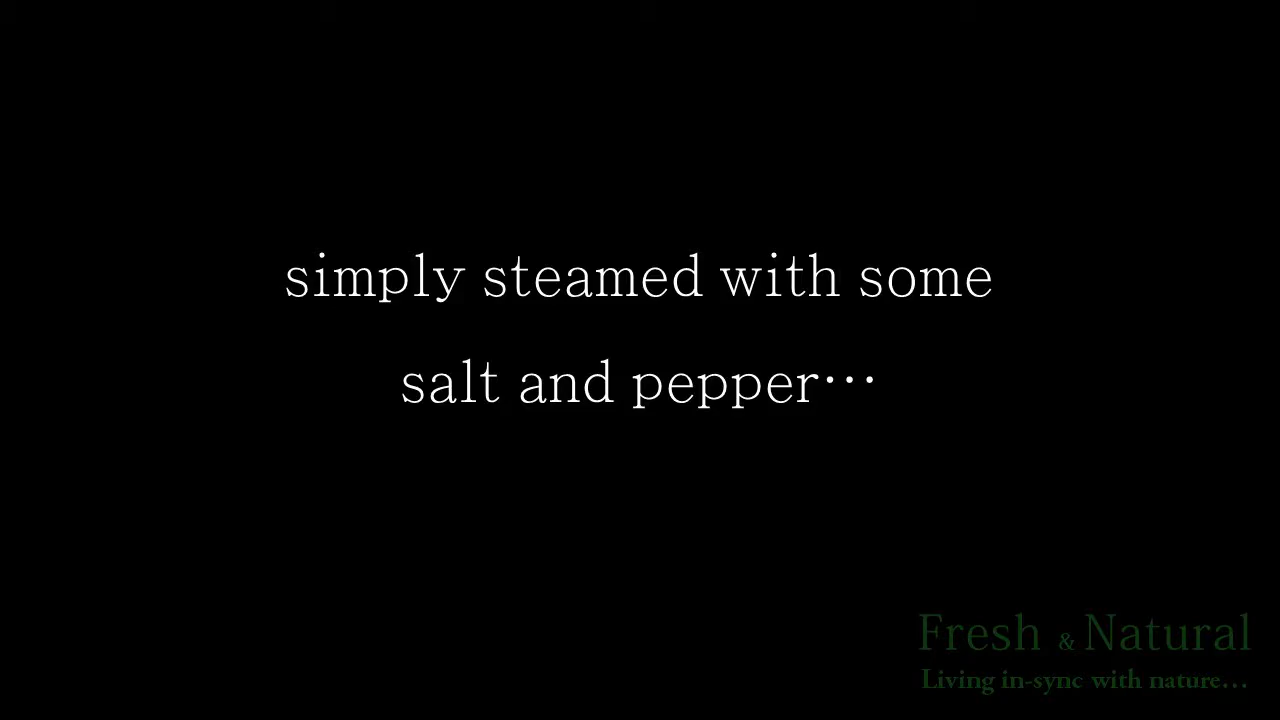 simply steamed with some
salt and pepper…
Fresh & Natural
Living in-sync with nature...